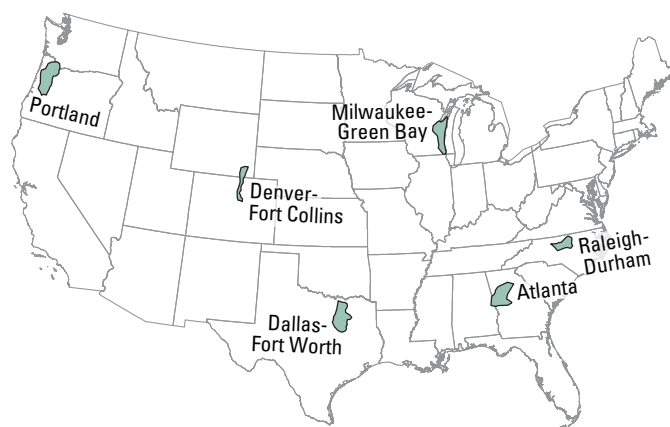 Portland
Milwaukee-
Green Bay
Denver-
Fort Collins
Raleigh-
Durham
Atlanta
Dallas-
Fort Worth